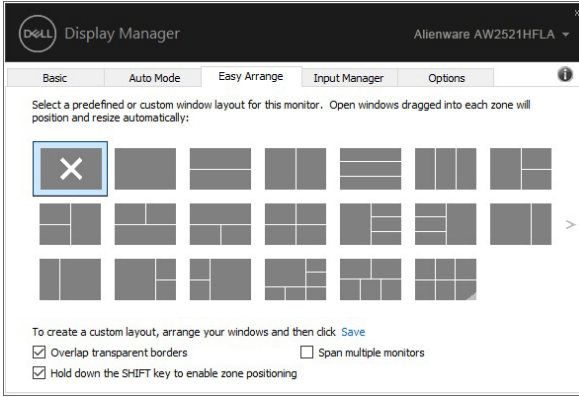 DELL Display Manager Alienware AW2521HFLA
Basic Auto Mode Easy Arrange Input Manager Options
Select a predefined or custom window layout for this monitor. Open windows dragged into each zone will
position and resize automatically:
To create a custom layout, arrange your windows and then click Save
Overlap transparent borders Span multiple monitors
Hold down the SHIFT key to enable zone positioning